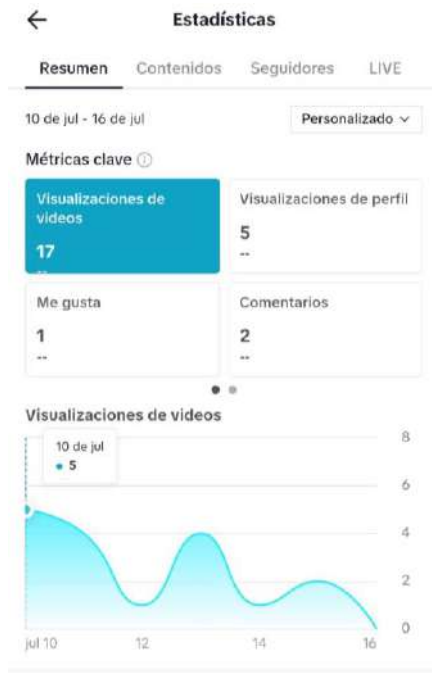 Estadísticas
Resumen Contenidos Seguidores LIVE
10 de jul - 16 de jul Personalizado
Métricas clave
Visualizaciones de
videos
17
--
Visualizaciones de perfil
5
--
Me gusta
1
--
Comentarios
2
--
Visualizaciones de videos
10 de jul
5
8
6
4
2
0
jul 10 12 14 16